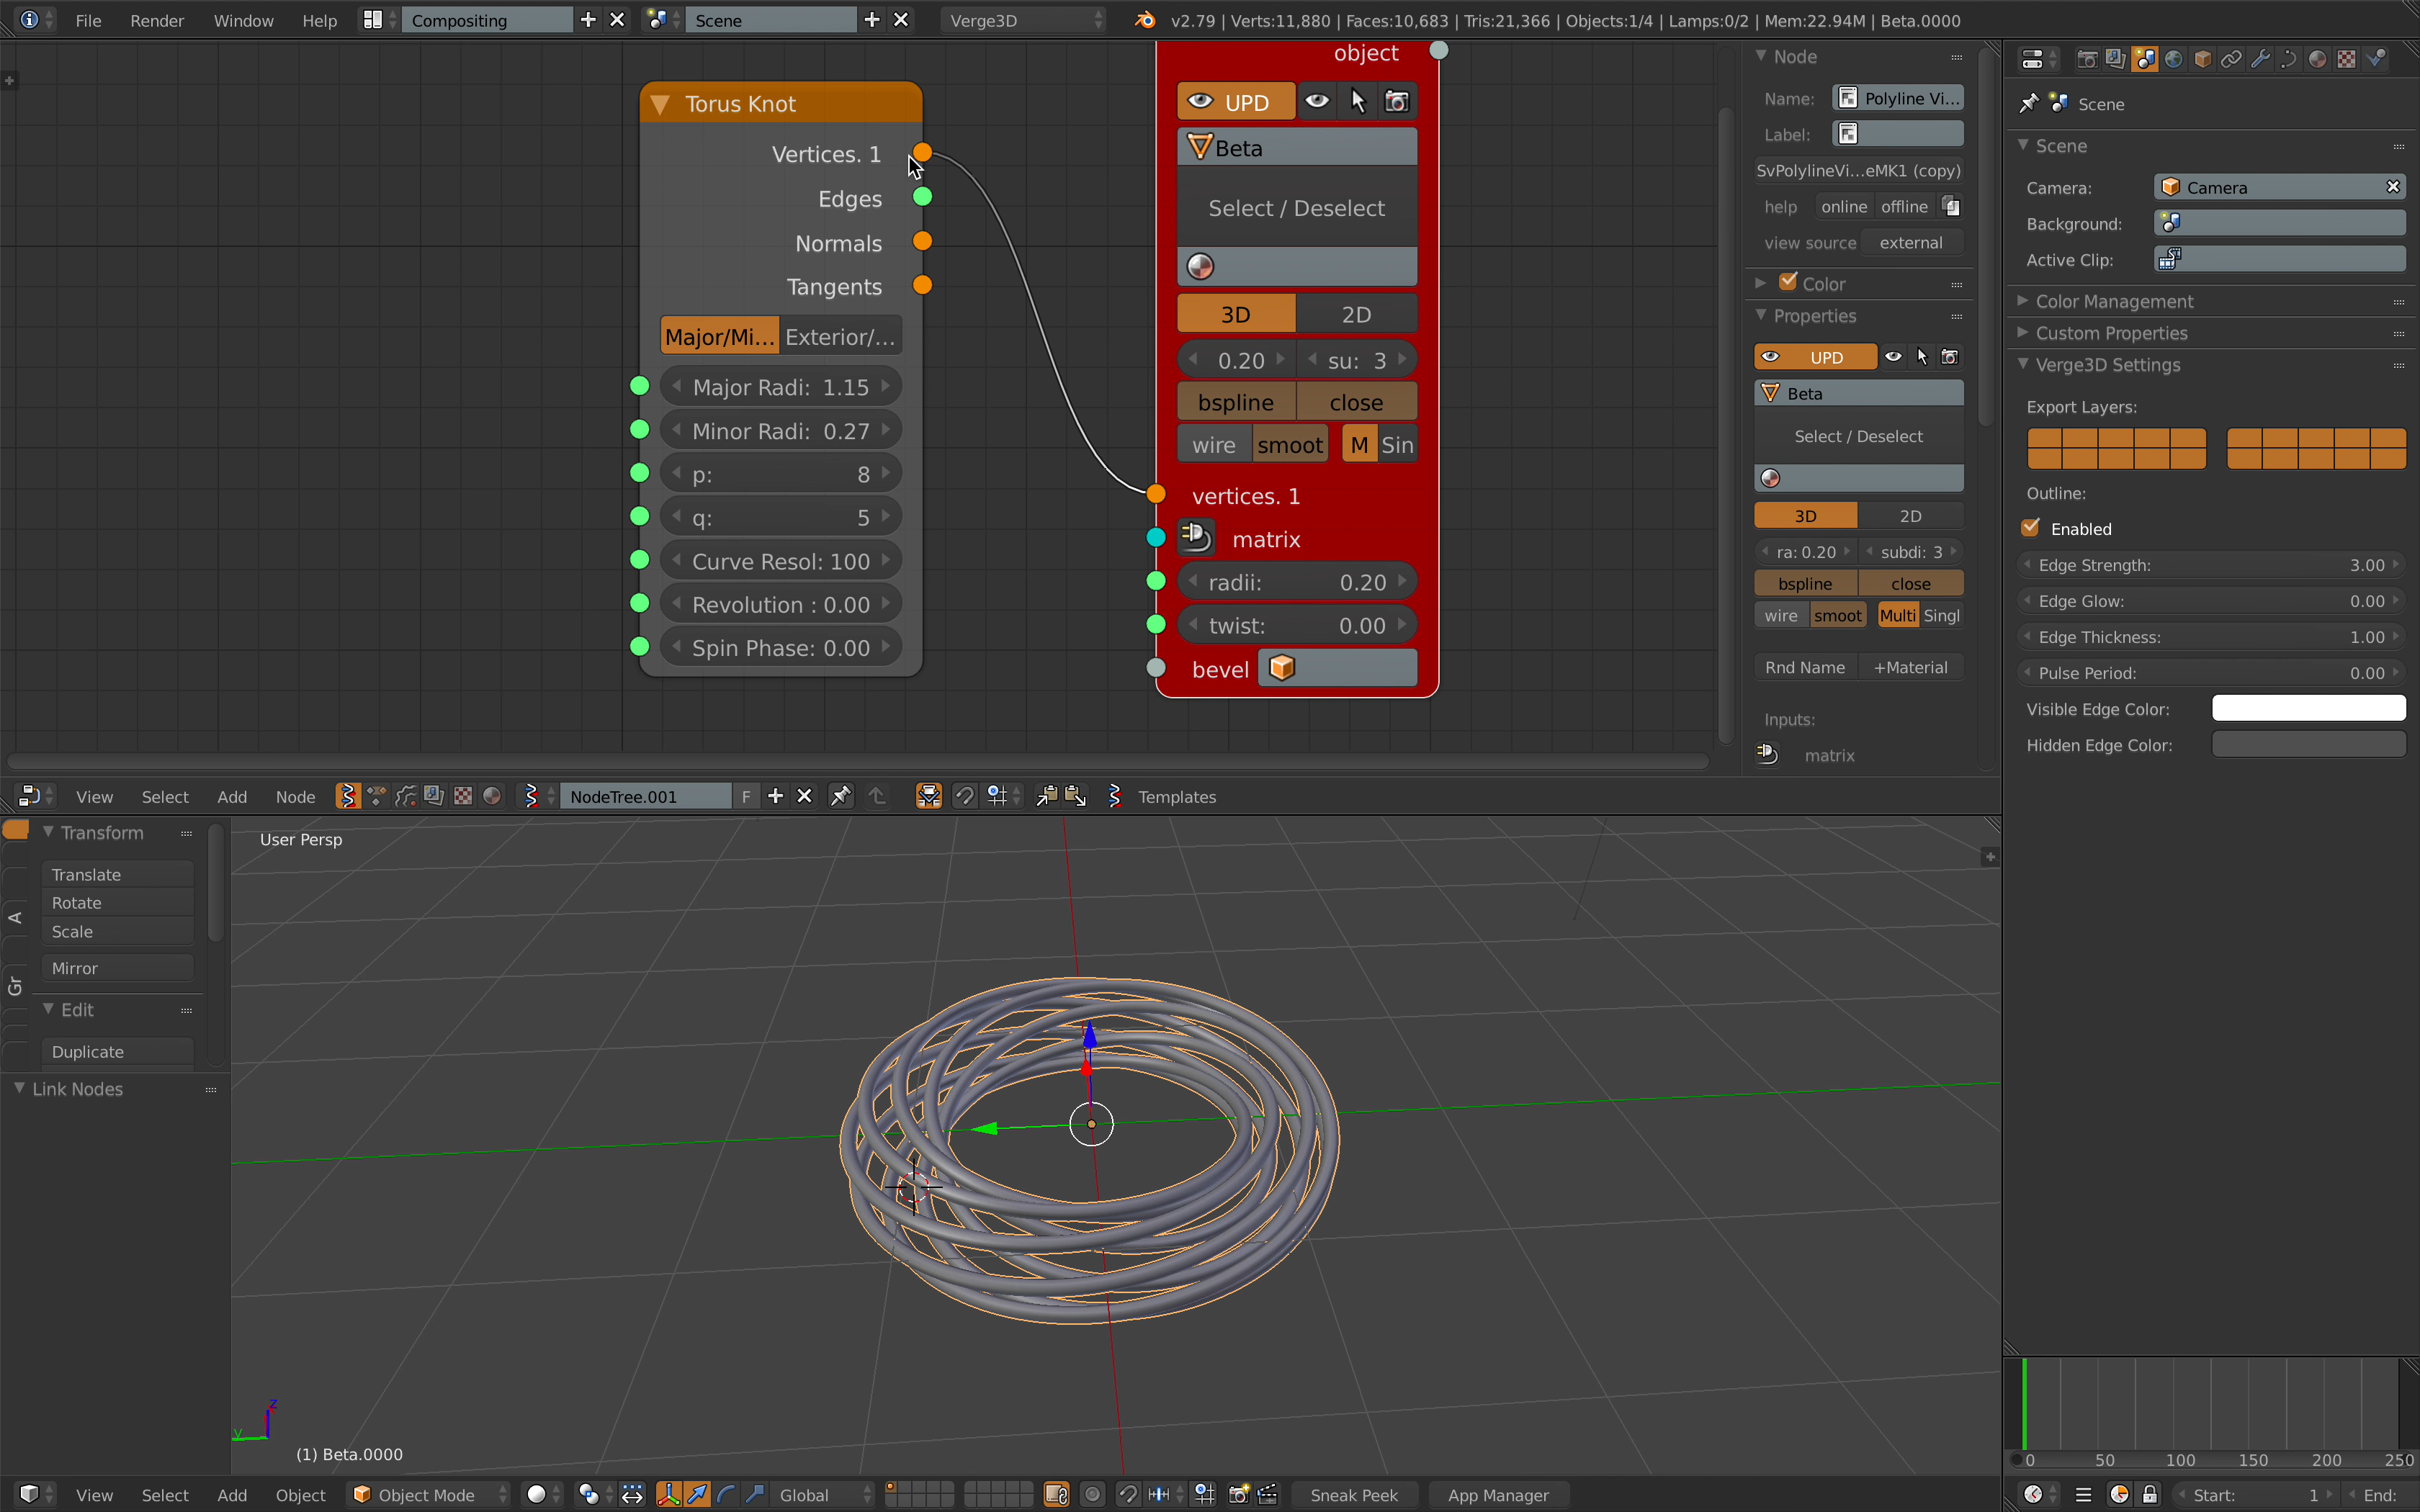 File Render Window Help Compositing Scene Verge3D v2.79 | Verts:11,880 | Faces:10,683 | Tris:21,366 | Objects:1/4 | Lamps:0/2 | Mem:22.94M | Beta.0000
Torus Knot
Vertices. 1
Edges
Normals
Tangents
Major/Mi... Exterior/...
Major Radi: 1.15
Minor Radi: 0.27
p: 8
q: 5
Curve Resol: 100
Revolution : 0.00
Spin Phase: 0.00
object
UPD
Beta
Select / Deselect
3D 2D
0.20 su: 3
bspline close
wire smoot M Sin
vertices. 1
matrix
radii: 0.20
twist: 0.00
bevel
Node
Name: Polyline Vi...
Label:
SvPolylineVi...eMK1 (copy)
help online offline
view source external
Color
Properties
UPD
Beta
Select / Deselect
3D 2D
ra: 0.20 subdi: 3
bspline close
wire smoot Multi Singl
Rnd Name +Material
Inputs:
matrix
Scene
Scene
Camera: Camera
Background:
Active Clip:
Color Management
Custom Properties
Verge3D Settings
Export Layers:
Outline:
Enabled
Edge Strength: 3.00
Edge Glow: 0.00
Edge Thickness: 1.00
Pulse Period: 0.00
Visible Edge Color:
Hidden Edge Color:
View Select Add Node NodeTree.001 F Templates
Transform
Translate
Rotate
Scale
Mirror
Edit
Duplicate
Link Nodes
A
Gr
User Persp
z
y
(1) Beta.0000
View Select Add Object Object Mode Global Sneak Peek App Manager
0 50 100 150 200 250
Start: 1 End: